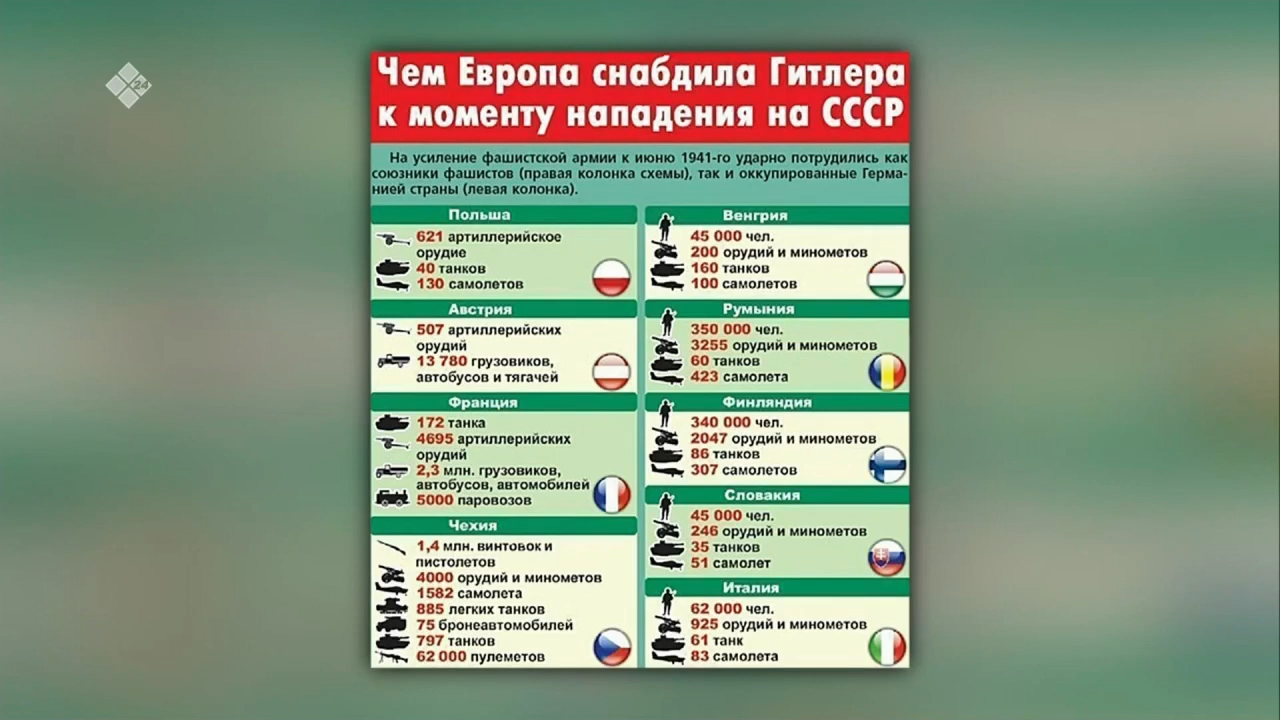 24
Чем Европа снабдила Гитлера
к моменту нападения на СССР
На усиление фашистской армии к июню 1941-го ударно потрудились как
союзники фашистов (правая колонка схемы), так и оккупированные Герма-
нией страны (левая колонка).
Польша
621 артиллерийское
орудие
40 танков
130 самолетов
Австрия
507 артиллерийских
орудий
13 780 грузовиков,
автобусов и тягачей
Франция
172 танка
4695 артиллерийских
орудий
2,3 млн. грузовиков,
автобусов, автомобилей
5000 паровозов
Чехия
1,4 млн. винтовок и
пистолетов
4000 орудий и минометов
1582 самолета
885 легких танков
75 бронеавтомобилей
797 танков
62 000 пулеметов
Венгрия
45 000 чел.
200 орудий и минометов
160 танков
100 самолетов
Румыния
350 000 чел.
3255 орудий и минометов
60 танков
423 самолета
Финляндия
340 000 чел.
2047 орудий и минометов
86 танков
307 самолетов
Словакия
45 000 чел.
246 орудий и минометов
35 танков
51 самолет
Италия
62 000 чел.
925 орудий и минометов
61 танк
83 самолета